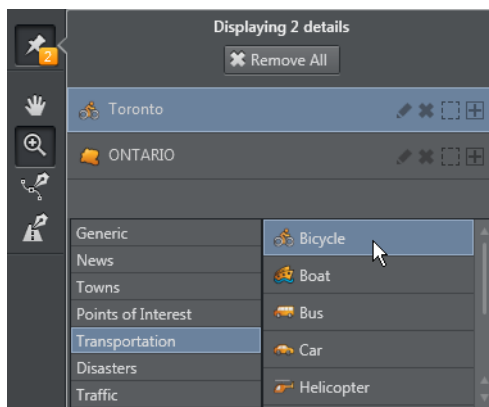 Displaying 2 details
2
Remove All
Toronto
ONTARIO
Generic
News
Towns
Points of Interest
Transportation
Disasters
Traffic
Bicycle
Boat
Bus
Car
Helicopter